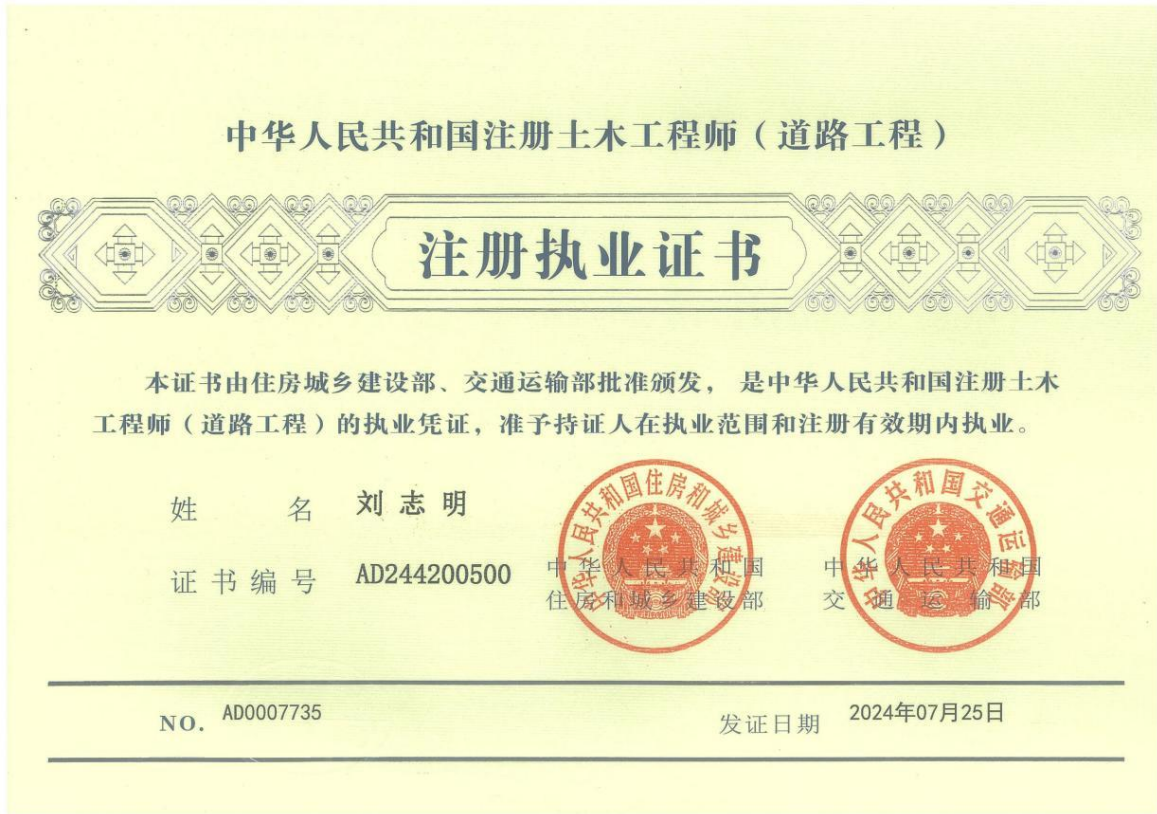 中华人民共和国注册土木工程师（道路工程）
注册执业证书
本证书由住房城乡建设部、交通运输部批准颁发， 是中华人民共和国注册土木
工程师（道路工程）的执业凭证，准予持证人在执业范围和注册有效期内执业。
姓 名 刘志明
证书编号 AD244200500
中华人民共和国住房和城乡建设部
中华人民共和国
住房和城乡建设部
中华人民共和国交通运输部
中华人民共和国
交通运输部
NO. AD0007735
发证日期 2024年07月25日